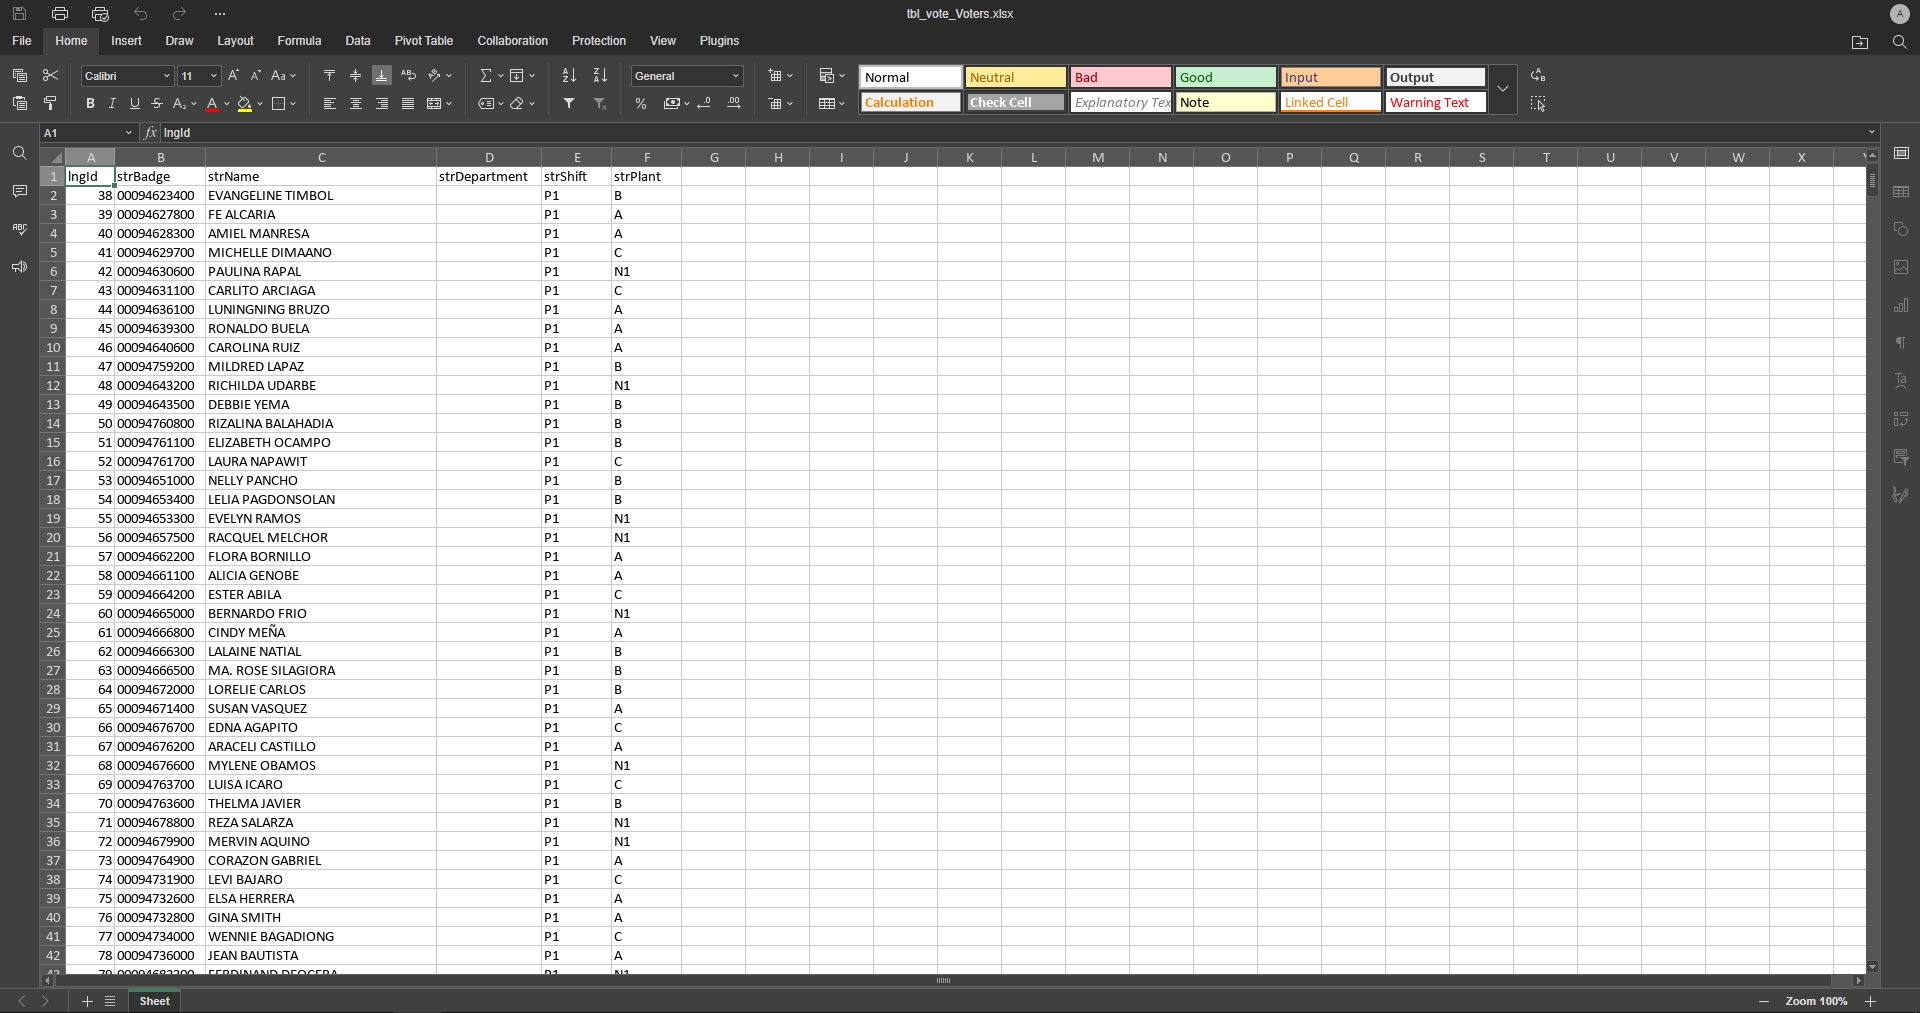 tbl_vote_Voters.xlsx
A
File Home Insert Draw Layout Formula Data Pivot Table Collaboration Protection View Plugins
Calibri 11 General
Normal Neutral Bad Good Input Output
Calculation Check Cell Explanatory Tex Note Linked Cell Warning Text
A1 fx lngId
A B C D E F G H I J K L M N O P Q R S T U V W X
1 lngId strBadge strName strDepartment strShift strPlant
2 38 00094623400 EVANGELINE TIMBOL P1 B
3 39 00094627800 FE ALCARIA P1 A
4 40 00094628300 AMIEL MANRESA P1 A
5 41 00094629700 MICHELLE DIMAANO P1 C
6 42 00094630600 PAULINA RAPAL P1 N1
7 43 00094631100 CARLITO ARCIAGA P1 C
8 44 00094636100 LUNINGNING BRUZO P1 A
9 45 00094639300 RONALDO BUELA P1 A
10 46 00094640600 CAROLINA RUIZ P1 A
11 47 00094759200 MILDRED LAPAZ P1 B
12 48 00094643200 RICHILDA UDARBE P1 N1
13 49 00094643500 DEBBIE YEMA P1 B
14 50 00094760800 RIZALINA BALAHADIA P1 B
15 51 00094761100 ELIZABETH OCAMPO P1 B
16 52 00094761700 LAURA NAPAWIT P1 C
17 53 00094651000 NELLY PANCHO P1 B
18 54 00094653400 LELIA PAGDONSOLAN P1 B
19 55 00094653300 EVELYN RAMOS P1 N1
20 56 00094657500 RACQUEL MELCHOR P1 N1
21 57 00094662200 FLORA BORNILLO P1 A
22 58 00094661100 ALICIA GENOBE P1 A
23 59 00094664200 ESTER ABILA P1 C
24 60 00094665000 BERNARDO FRIO P1 N1
25 61 00094666800 CINDY MEÑA P1 A
26 62 00094666300 LALAINE NATIAL P1 B
27 63 00094666500 MA. ROSE SILAGIORA P1 B
28 64 00094672000 LORELIE CARLOS P1 B
29 65 00094671400 SUSAN VASQUEZ P1 A
30 66 00094676700 EDNA AGAPITO P1 C
31 67 00094676200 ARACELI CASTILLO P1 A
32 68 00094676600 MYLENE OBAMOS P1 N1
33 69 00094763700 LUISA ICARO P1 C
34 70 00094763600 THELMA JAVIER P1 B
35 71 00094678800 REZA SALARZA P1 N1
36 72 00094679900 MERVIN AQUINO P1 N1
37 73 00094764900 CORAZON GABRIEL P1 A
38 74 00094731900 LEVI BAJARO P1 C
39 75 00094732600 ELSA HERRERA P1 A
40 76 00094732800 GINA SMITH P1 A
41 77 00094734000 WENNIE BAGADIONG P1 C
42 78 00094736000 JEAN BAUTISTA P1 A
Sheet Zoom 100%